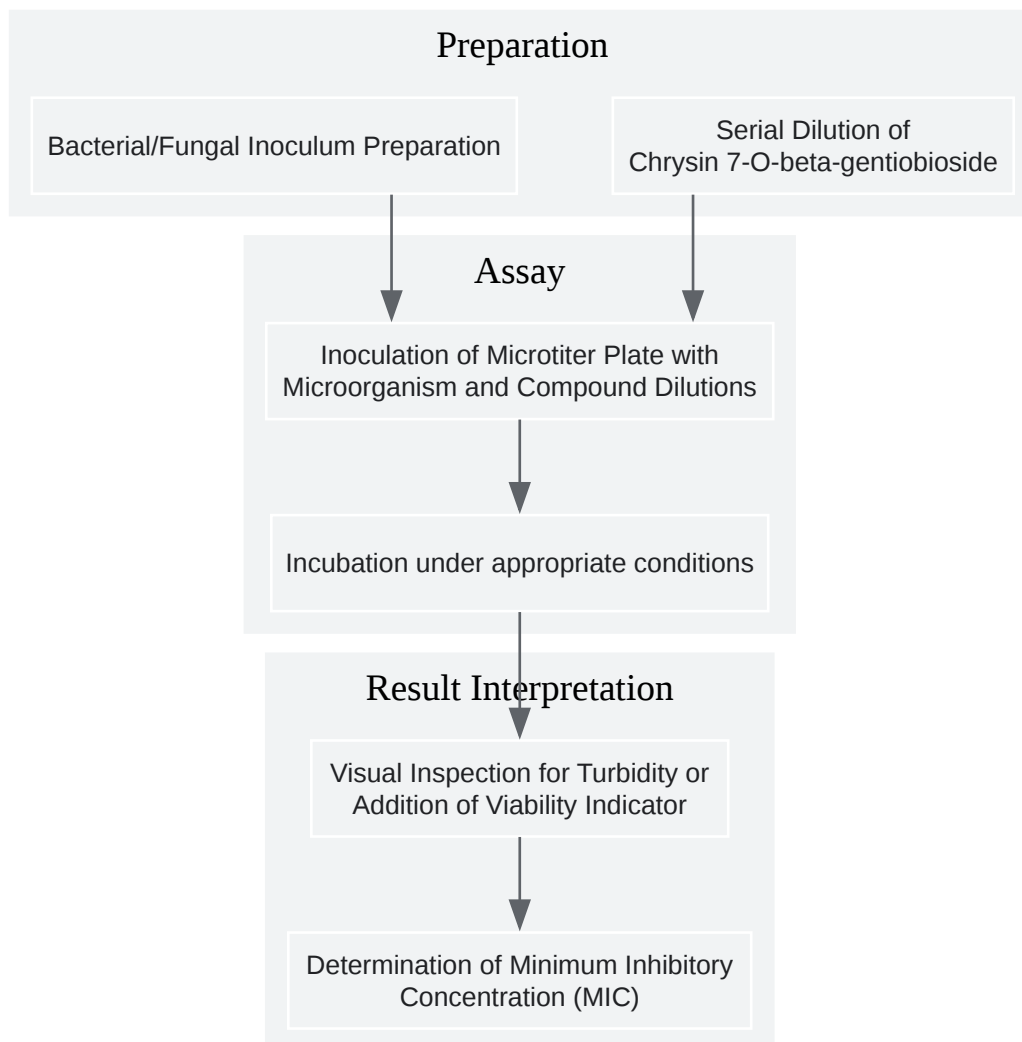 Preparation
Bacterial/Fungal Inoculum Preparation
Serial Dilution of
Chrysin 7-O-beta-gentiobioside
Assay
Inoculation of Microtiter Plate with
Microorganism and Compound Dilutions
Incubation under appropriate conditions
Result Interpretation
Visual Inspection for Turbidity or
Addition of Viability Indicator
Determination of Minimum Inhibitory
Concentration (MIC)